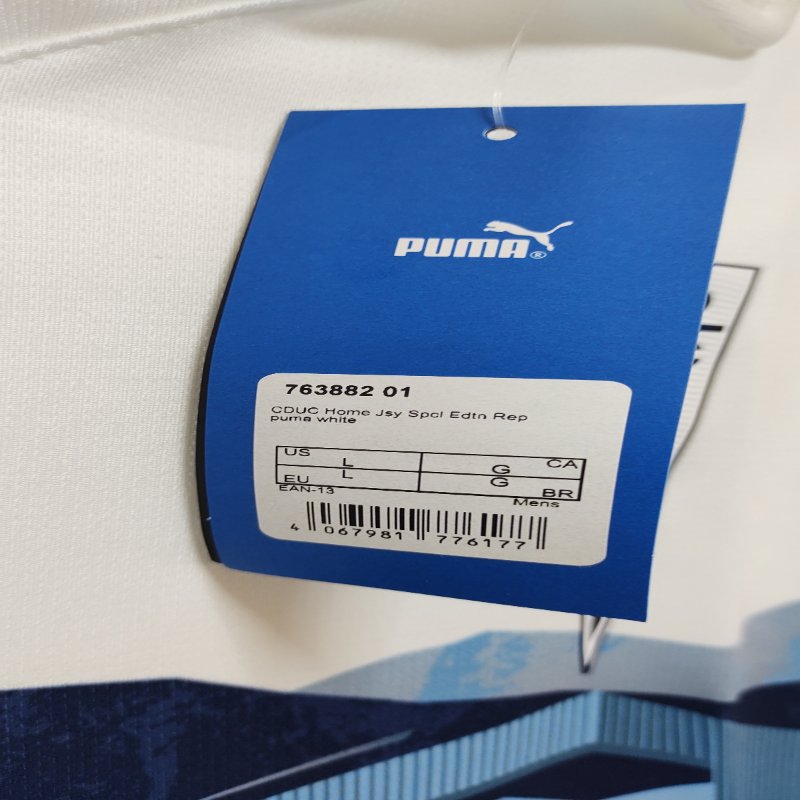 PUMA®
763882 01
CDUC Home Jsy Spcl Edtn Rep
puma white
US L G CA
EU L G BR
EAN-13 Mens
4 067981 776177